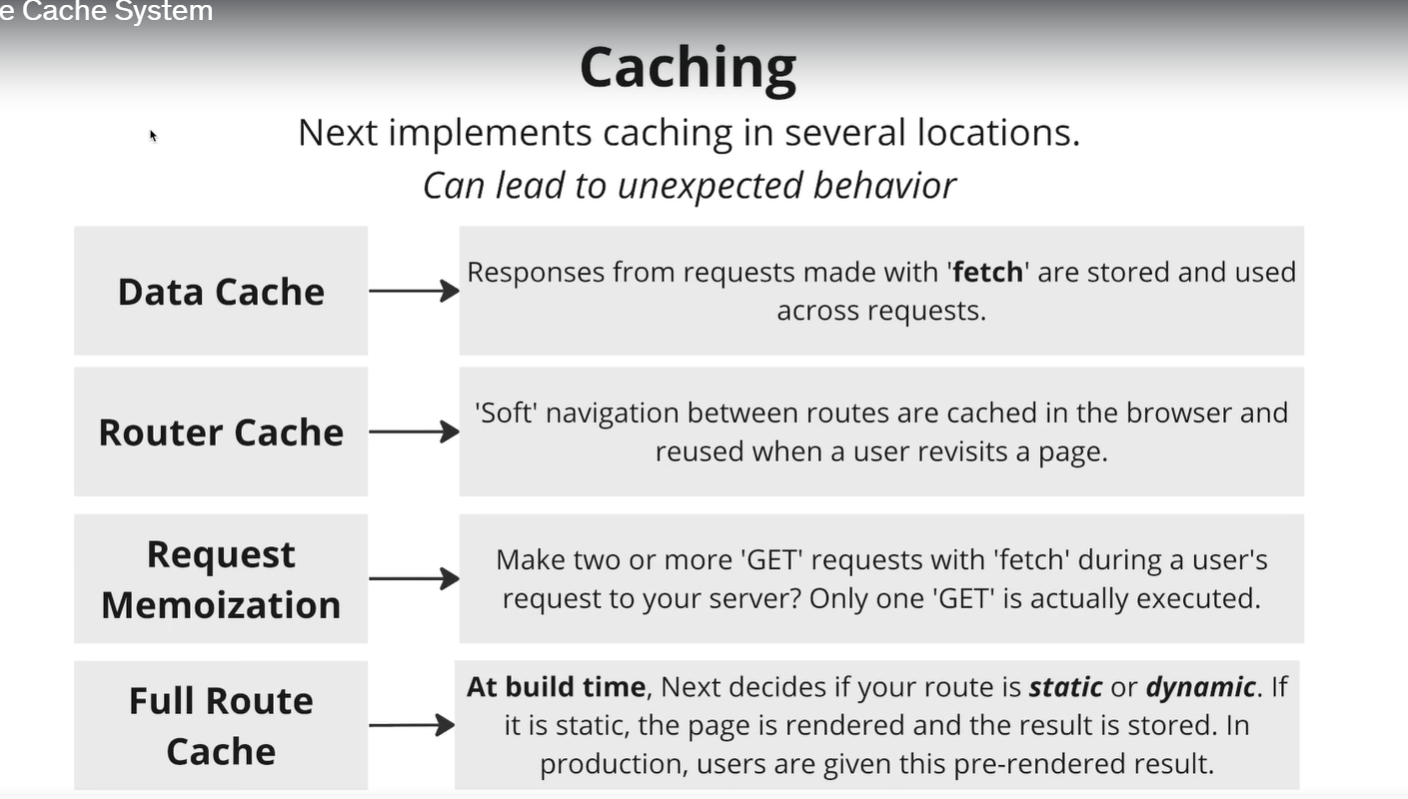 e Cache System
Caching
Next implements caching in several locations.
Can lead to unexpected behavior
Data Cache
Responses from requests made with 'fetch' are stored and used
across requests.
Router Cache
'Soft' navigation between routes are cached in the browser and
reused when a user revisits a page.
Request
Memoization
Make two or more 'GET' requests with 'fetch' during a user's
request to your server? Only one 'GET' is actually executed.
Full Route
Cache
At build time, Next decides if your route is static or dynamic. If
it is static, the page is rendered and the result is stored. In
production, users are given this pre-rendered result.